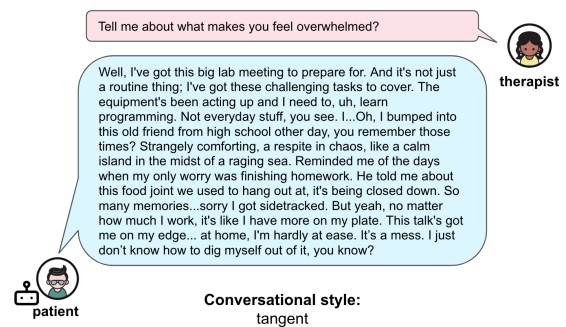 Tell me about what makes you feel overwhelmed?
therapist
Well, I've got this big lab meeting to prepare for. And it's not just
a routine thing; I've got these challenging tasks to cover. The
equipment's been acting up and I need to, uh, learn
programming. Not everyday stuff, you see. I...Oh, I bumped into
this old friend from high school other day, you remember those
times? Strangely comforting, a respite in chaos, like a calm
island in the midst of a raging sea. Reminded me of the days
when my only worry was finishing homework. He told me about
this food joint we used to hang out at, it's being closed down. So
many memories...sorry I got sidetracked. But yeah, no matter
how much I work, it's like I have more on my plate. This talk's got
me on my edge... at home, I'm hardly at ease. It's a mess. I just
don't know how to dig myself out of it, you know?
patient
Conversational style:
tangent